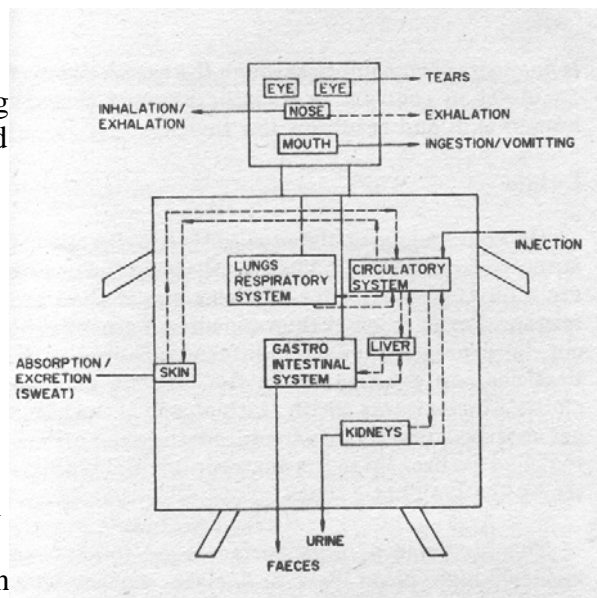 g
d
n
EYE EYE
TEARS
INHALATION/
EXHALATION
NOSE
EXHALATION
MOUTH
INGESTION/VOMITTING
INJECTION
LUNGS
RESPIRATORY
SYSTEM
CIRCULATORY
SYSTEM
ABSORPTION/
EXCRETION
(SWEAT)
SKIN
GASTRO
INTESTINAL
SYSTEM
LIVER
KIDNEYS
URINE
FAECES